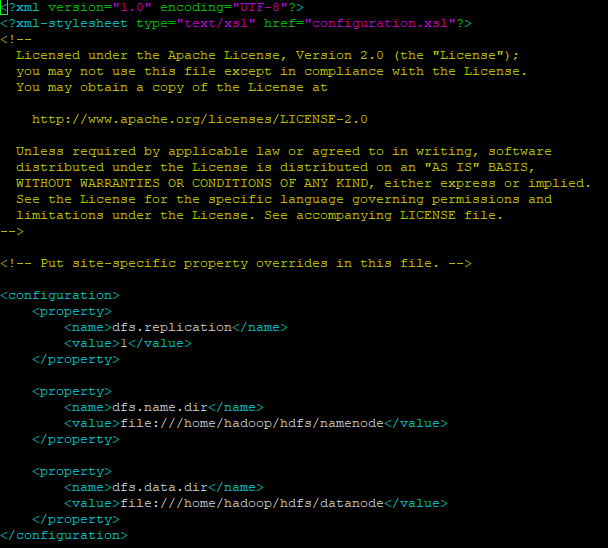 <?xml version="1.0" encoding="UTF-8"?>
<?xml-stylesheet type="text/xsl" href="configuration.xsl"?>
<!--
  Licensed under the Apache License, Version 2.0 (the "License");
  you may not use this file except in compliance with the License.
  You may obtain a copy of the License at

    http://www.apache.org/licenses/LICENSE-2.0

  Unless required by applicable law or agreed to in writing, software
  distributed under the License is distributed on an "AS IS" BASIS,
  WITHOUT WARRANTIES OR CONDITIONS OF ANY KIND, either express or implied.
  See the License for the specific language governing permissions and
  limitations under the License. See accompanying LICENSE file.
-->

<!-- Put site-specific property overrides in this file. -->

<configuration>
    <property>
        <name>dfs.replication</name>
        <value>1</value>
    </property>

    <property>
        <name>dfs.name.dir</name>
        <value>file:///home/hadoop/hdfs/namenode</value>
    </property>

    <property>
        <name>dfs.data.dir</name>
        <value>file:///home/hadoop/hdfs/datanode</value>
    </property>
</configuration>